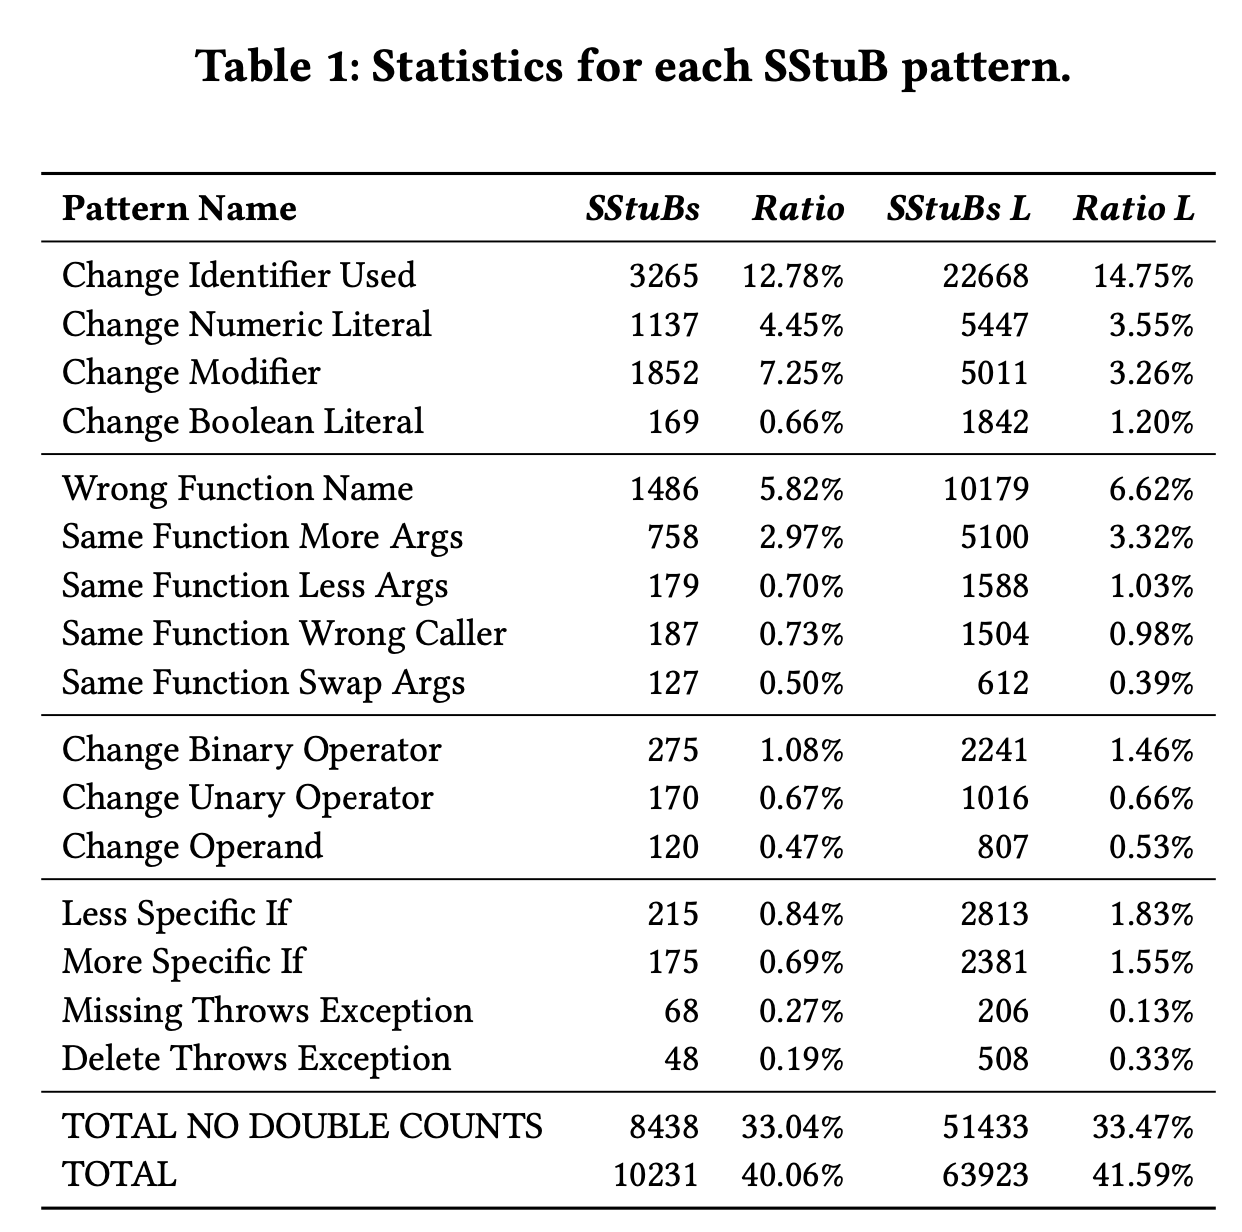 Table 1: Statistics for each SStuB pattern.
Pattern Name SStuBs Ratio SStuBs L Ratio L
Change Identifier Used 3265 12.78% 22668 14.75%
Change Numeric Literal 1137 4.45% 5447 3.55%
Change Modifier 1852 7.25% 5011 3.26%
Change Boolean Literal 169 0.66% 1842 1.20%
Wrong Function Name 1486 5.82% 10179 6.62%
Same Function More Args 758 2.97% 5100 3.32%
Same Function Less Args 179 0.70% 1588 1.03%
Same Function Wrong Caller 187 0.73% 1504 0.98%
Same Function Swap Args 127 0.50% 612 0.39%
Change Binary Operator 275 1.08% 2241 1.46%
Change Unary Operator 170 0.67% 1016 0.66%
Change Operand 120 0.47% 807 0.53%
Less Specific If 215 0.84% 2813 1.83%
More Specific If 175 0.69% 2381 1.55%
Missing Throws Exception 68 0.27% 206 0.13%
Delete Throws Exception 48 0.19% 508 0.33%
TOTAL NO DOUBLE COUNTS 8438 33.04% 51433 33.47%
TOTAL 10231 40.06% 63923 41.59%